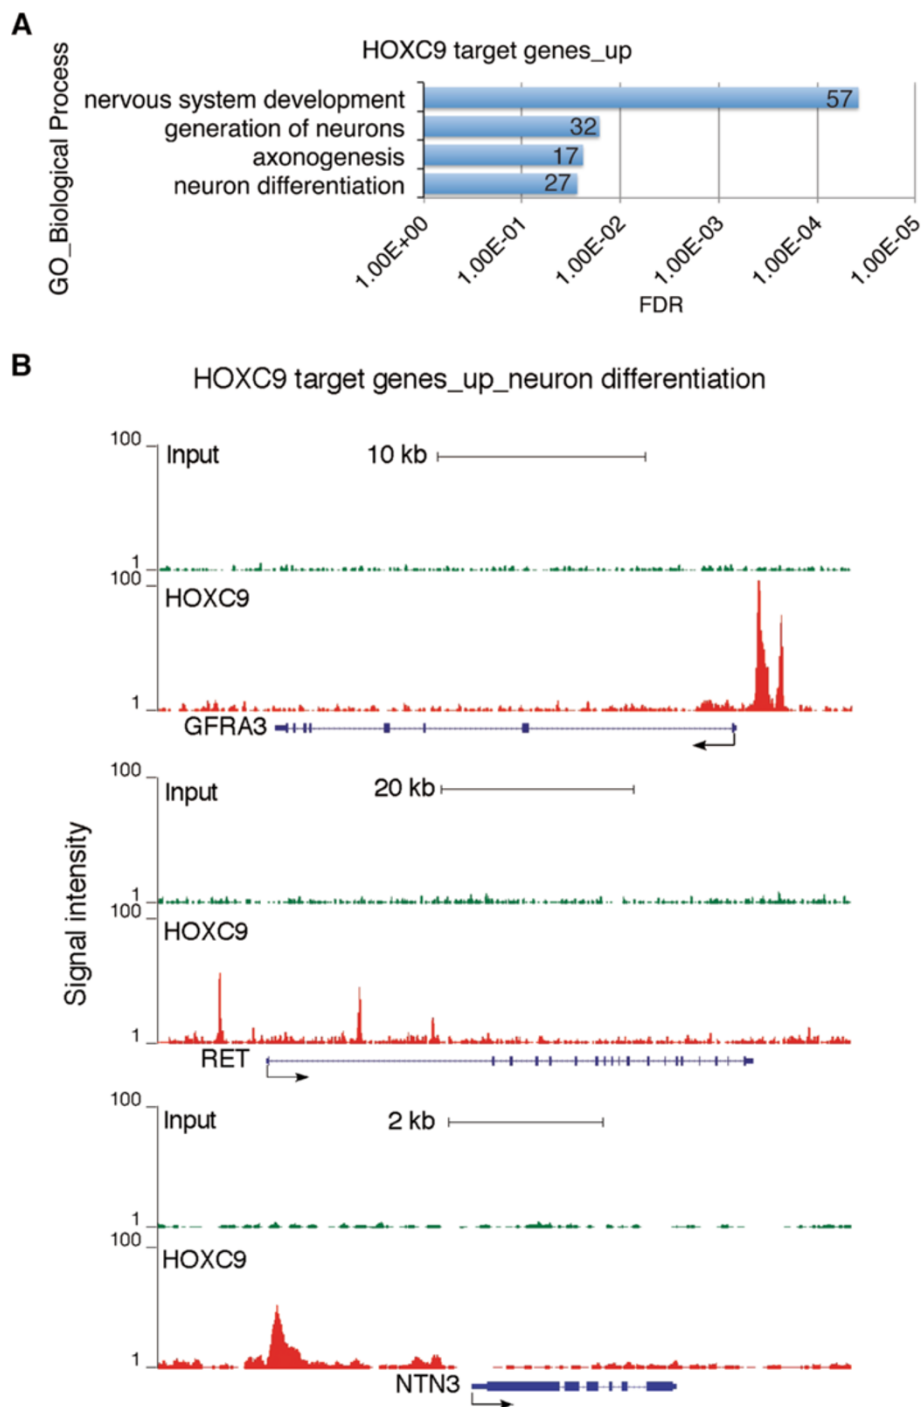 A
HOXC9 target genes_up
GO_Biological Process
nervous system development 57
generation of neurons 32
axonogenesis 17
neuron differentiation 27
1.00E+00 1.00E-01 1.00E-02 1.00E-03 1.00E-04 1.00E-05
FDR
B
HOXC9 target genes_up_neuron differentiation
Signal intensity
100
Input 10 kb
1
100
HOXC9
1
GFRA3
100
Input 20 kb
1
100
HOXC9
1
RET
100
Input 2 kb
1
100
HOXC9
1
NTN3